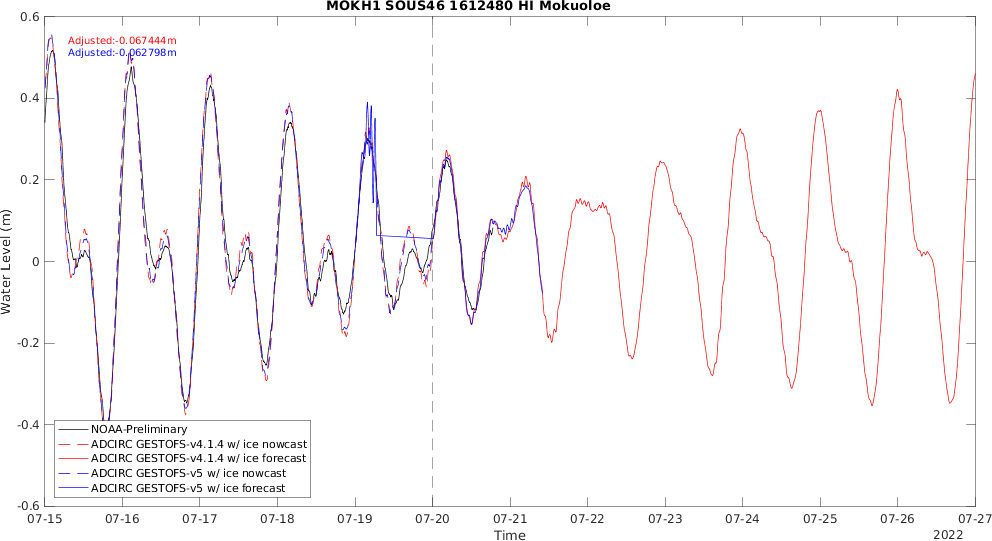 MOKH1 SOUS46 1612480 HI Mokuoloe
Adjusted:-0.067444m
Adjusted:-0.062798m
0.6
0.4
0.2
0
-0.2
-0.4
-0.6
Water Level (m)
NOAA-Preliminary
ADCIRC GESTOFS-v4.1.4 w/ ice nowcast
ADCIRC GESTOFS-v4.1.4 w/ ice forecast
ADCIRC GESTOFS-v5 w/ ice nowcast
ADCIRC GESTOFS-v5 w/ ice forecast
07-15 07-16 07-17 07-18 07-19 07-20 07-21 07-22 07-23 07-24 07-25 07-26 07-27
Time
2022